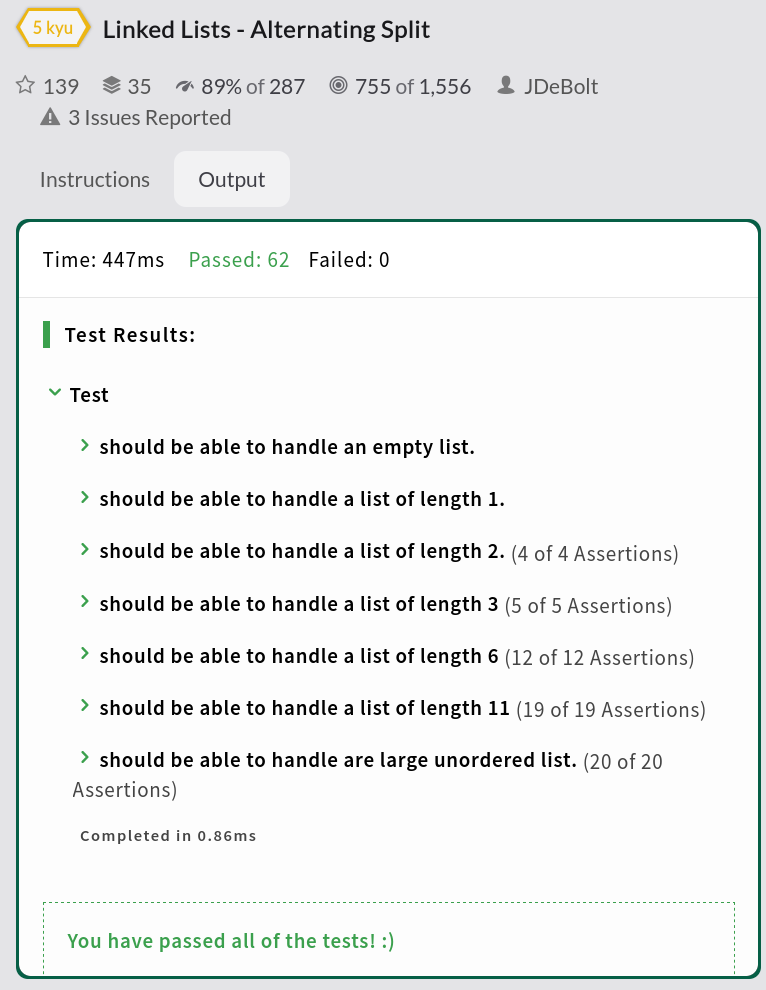 5 kyu Linked Lists - Alternating Split
139 35 89% of 287 755 of 1,556 JDeBolt
3 Issues Reported
Instructions Output
Time: 447ms Passed: 62 Failed: 0
Test Results:
Test
should be able to handle an empty list.
should be able to handle a list of length 1.
should be able to handle a list of length 2. (4 of 4 Assertions)
should be able to handle a list of length 3 (5 of 5 Assertions)
should be able to handle a list of length 6 (12 of 12 Assertions)
should be able to handle a list of length 11 (19 of 19 Assertions)
should be able to handle are large unordered list. (20 of 20
Assertions)
Completed in 0.86ms
You have passed all of the tests! :)